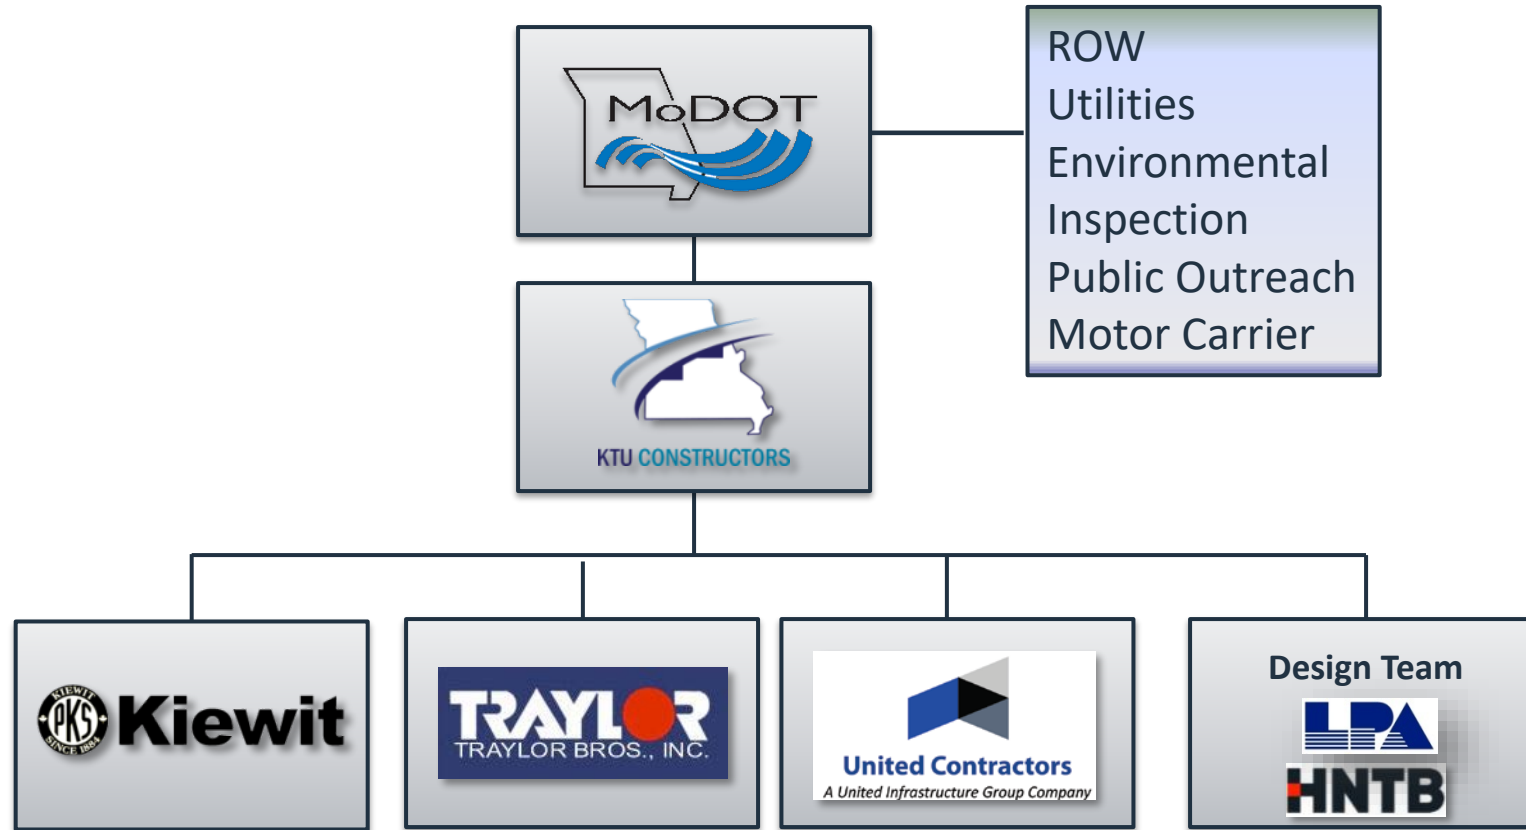 MoDOT
ROW
Utilities
Environmental
Inspection
Public Outreach
Motor Carrier
KTU CONSTRUCTORS
KIEWIT
PKS
SINCE 1884
Kiewit
TRAYLOR
TRAYLOR BROS., INC.
United Contractors
A United Infrastructure Group Company
Design Team
LPA
HNTB